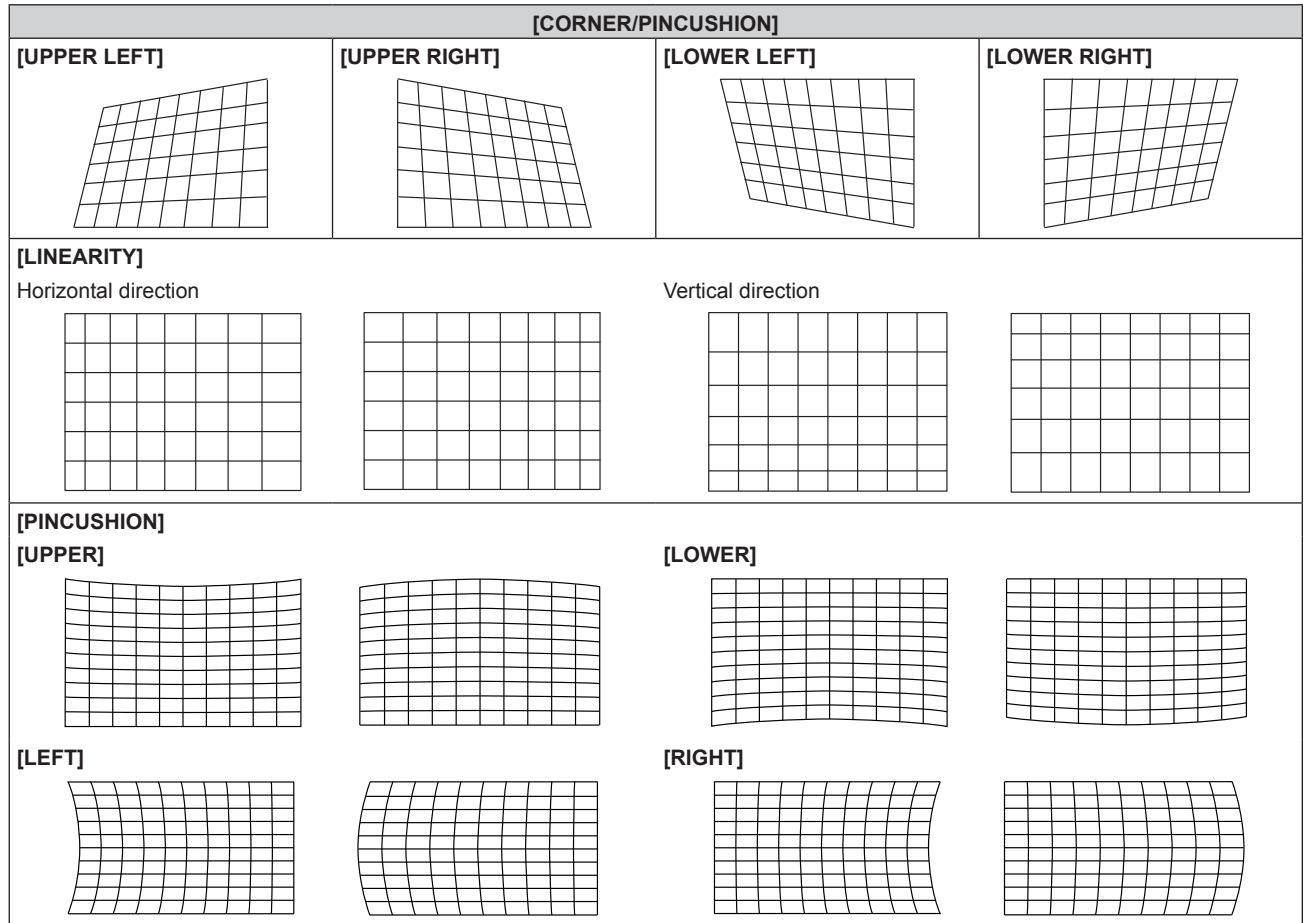 [CORNER/PINCUSHION]
[UPPER LEFT]
[UPPER RIGHT]
[LOWER LEFT]
[LOWER RIGHT]
[LINEARITY]
Horizontal direction
Vertical direction
[PINCUSHION]
[UPPER]
[LOWER]
[LEFT]
[RIGHT]